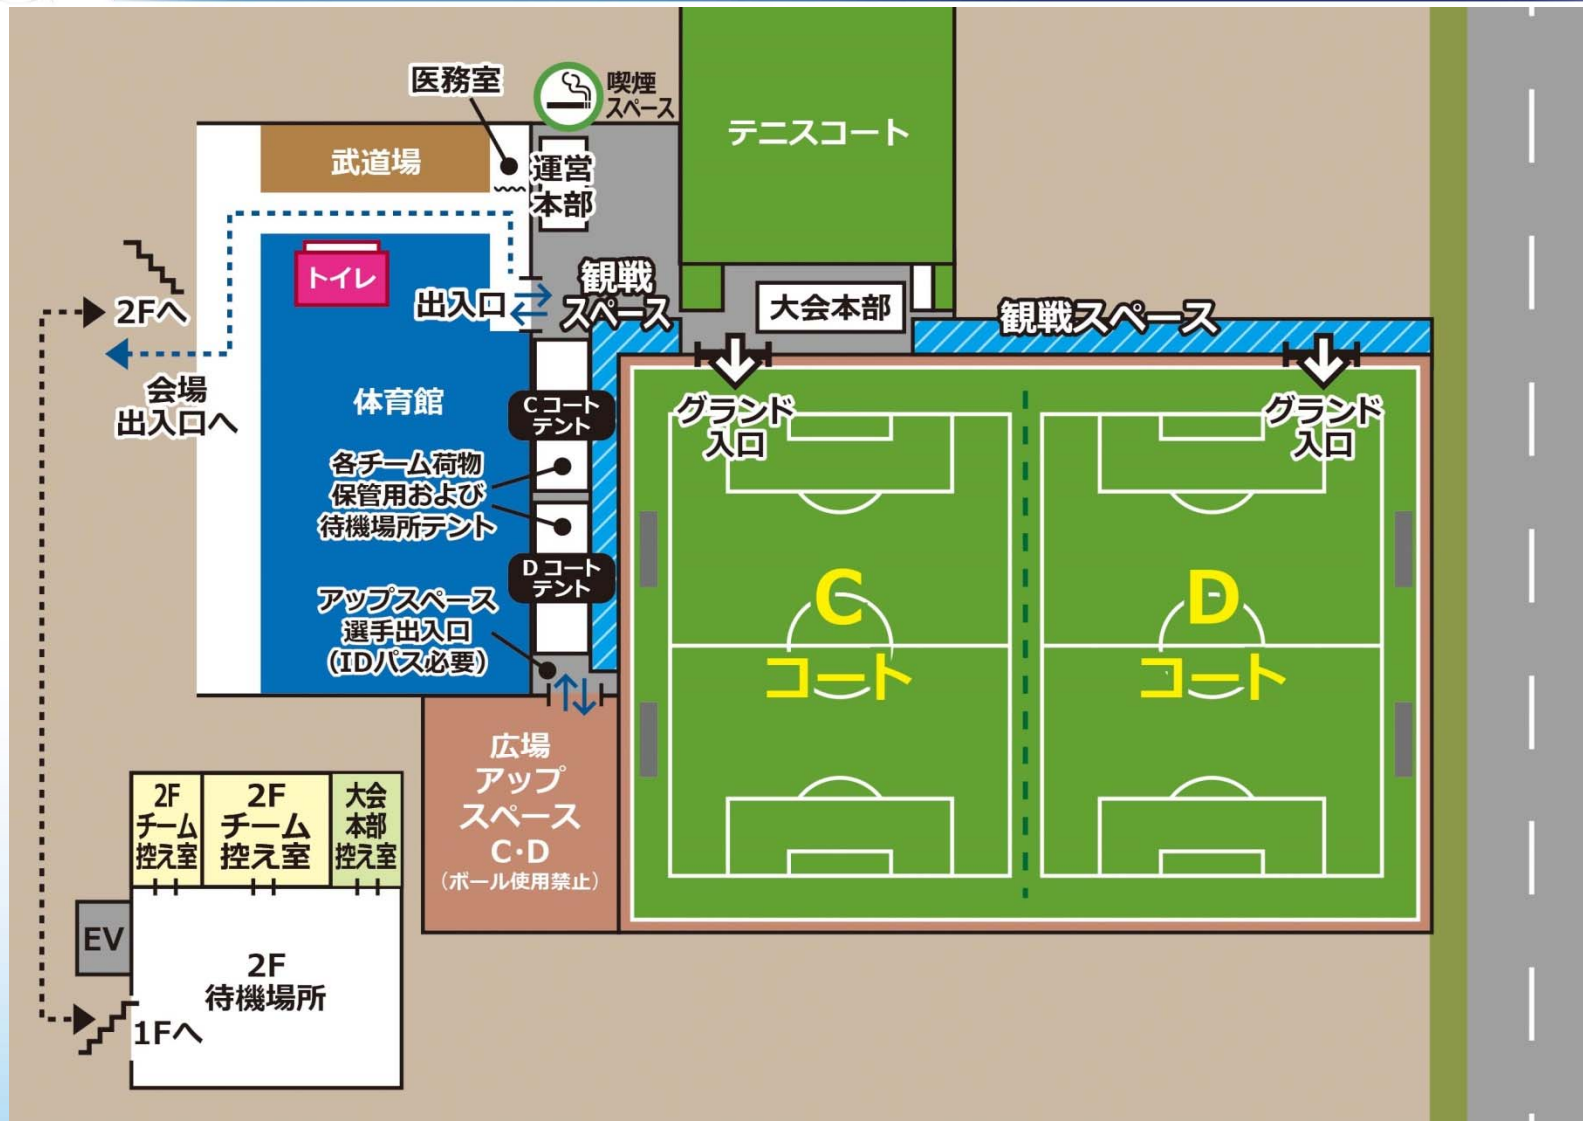 医務室
喫煙
スペース
テニスコート
武道場
運営
本部
トイレ
2Fへ
出入口
観戦
スペース
大会本部
観戦スペース
会場
出入口へ
体育館
Cコート
テント
グランド
入口
グランド
入口
各チーム荷物
保管用および
待機場所テント
Dコート
テント
アップスペース
選手出入口
（IDパス必要）
C
コート
D
コート
広場
アップ
スペース
C・D
（ボール使用禁止）
2F
チーム
控え室
2F
チーム
控え室
大会
本部
控え室
EV
2F
待機場所
1Fへ